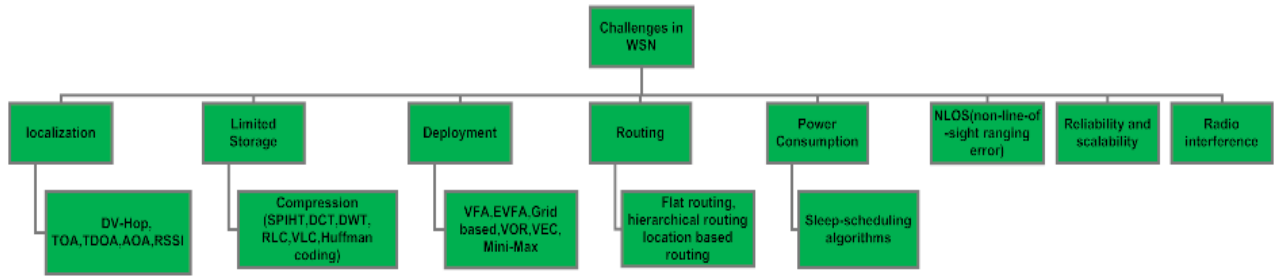 Challenges in
WSN
localization
Limited
Storage
Deployment
Routing
Power
Consumption
NLOS(non-line-of
-sight ranging
error)
Reliability and
scalability
Radio
interference
DV-Hop,
TOA,TDOA,AOA,RSSI
Compression
(SPIHT,DCT,DWT,
RLC,VLC,Huffman
coding)
VFA,EVFA,Grid
based,VOR,VEC,
Mini-Max
Flat routing,
hierarchical routing
location based
routing
Sleep-scheduling
algorithms